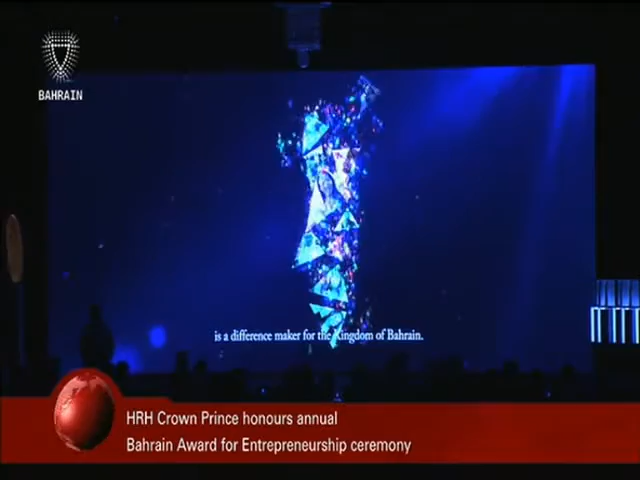 BAHRAIN
is a difference maker for the Kingdom of Bahrain.
HRH Crown Prince honours annual
Bahrain Award for Entrepreneurship ceremony